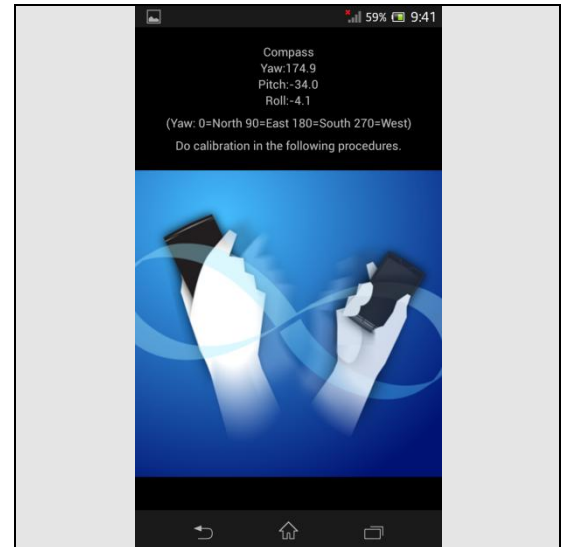 59% 9:41
Compass
Yaw:174.9
Pitch:-34.0
Roll:-4.1
(Yaw: 0=North 90=East 180=South 270=West)
Do calibration in the following procedures.